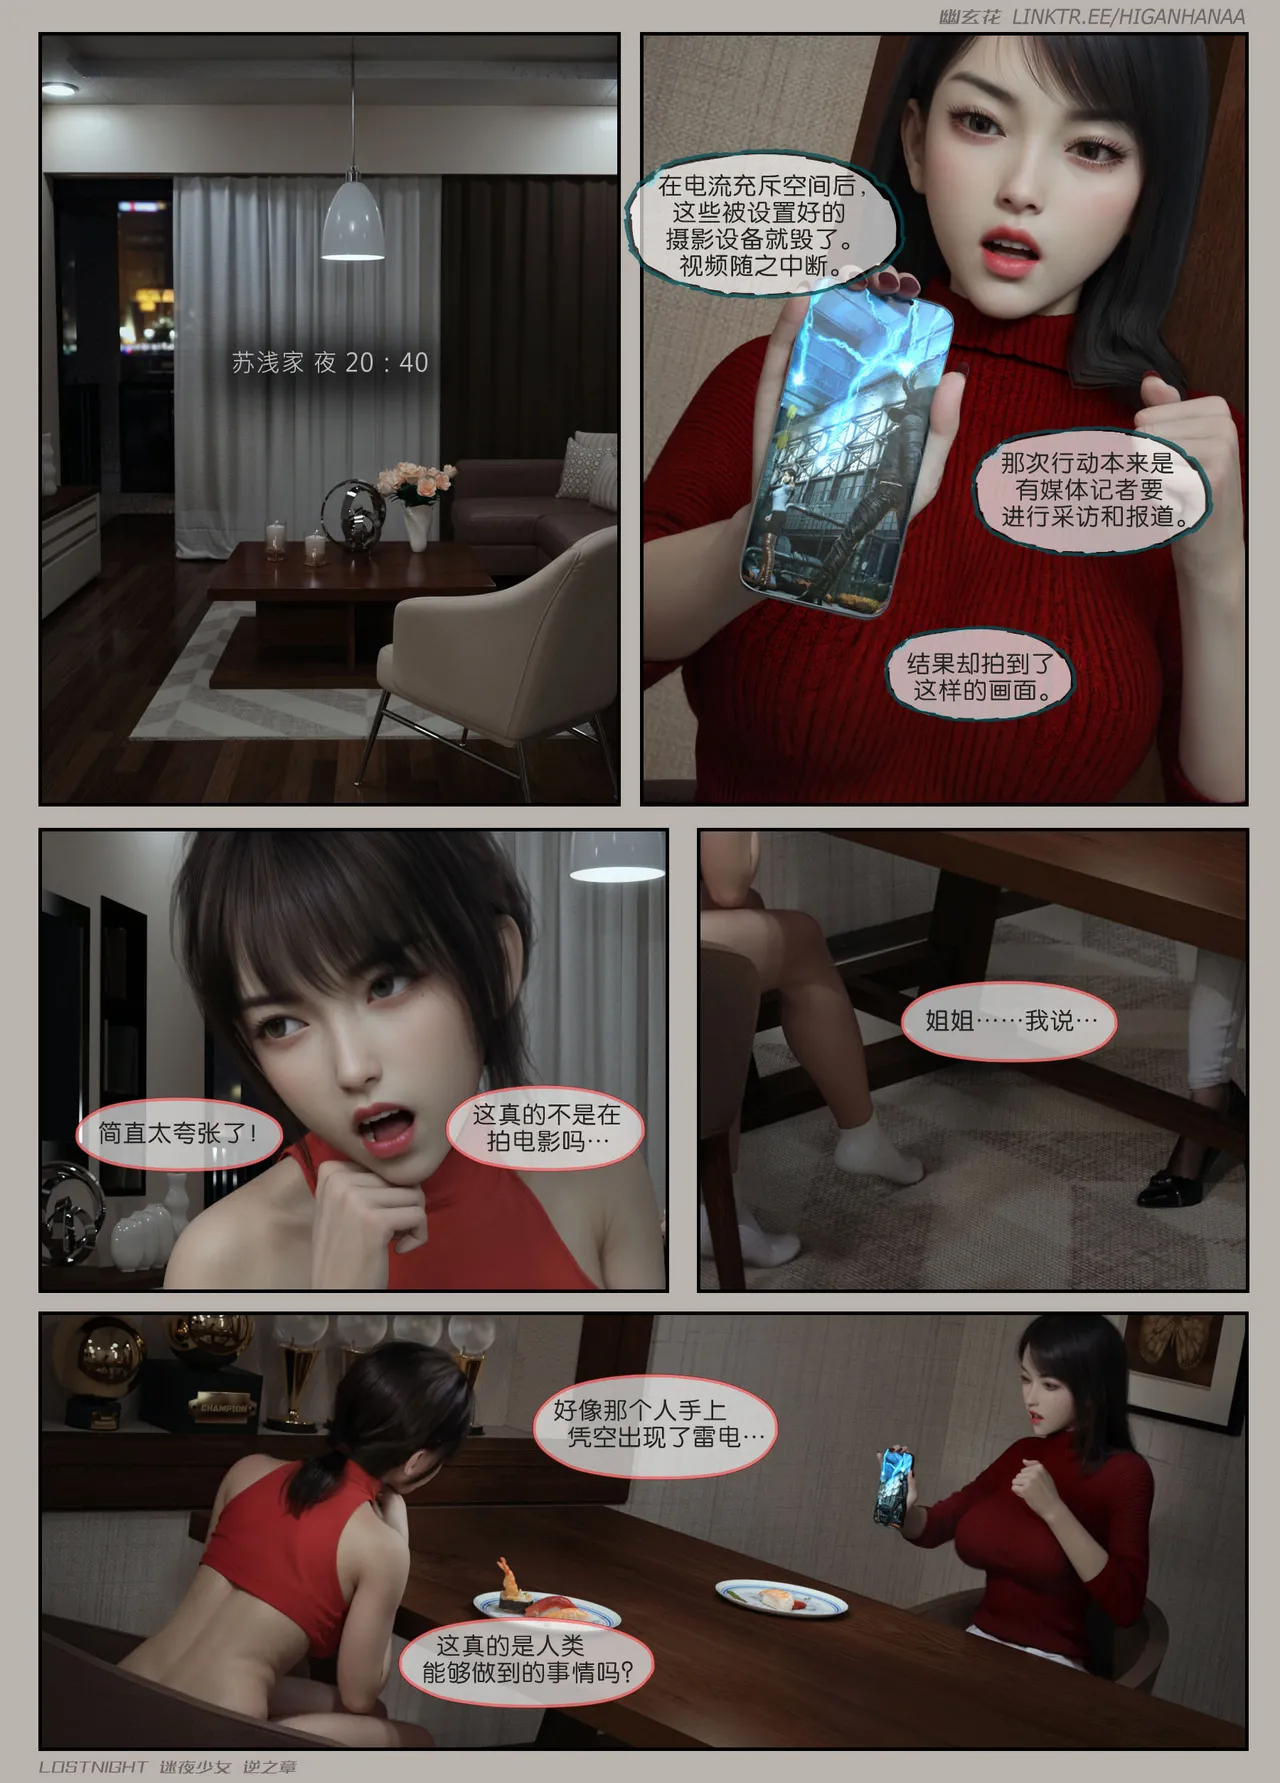 幽玄花 LINKTR.EE/HIGANHANAA
苏浅家 夜 20：40
在电流充斥空间后，
这些被设置好的
摄影设备就毁了。
视频随之中断。
那次行动本来是
有媒体记者要
进行采访和报道。
结果却拍到了
这样的画面。
简直太夸张了！
这真的不是在
拍电影吗…
姐姐……我说…
CHAMPION
好像那个人手上
凭空出现了雷电…
这真的是人类
能够做到的事情吗？
LOSTNIGHT 迷夜少女 逆之章